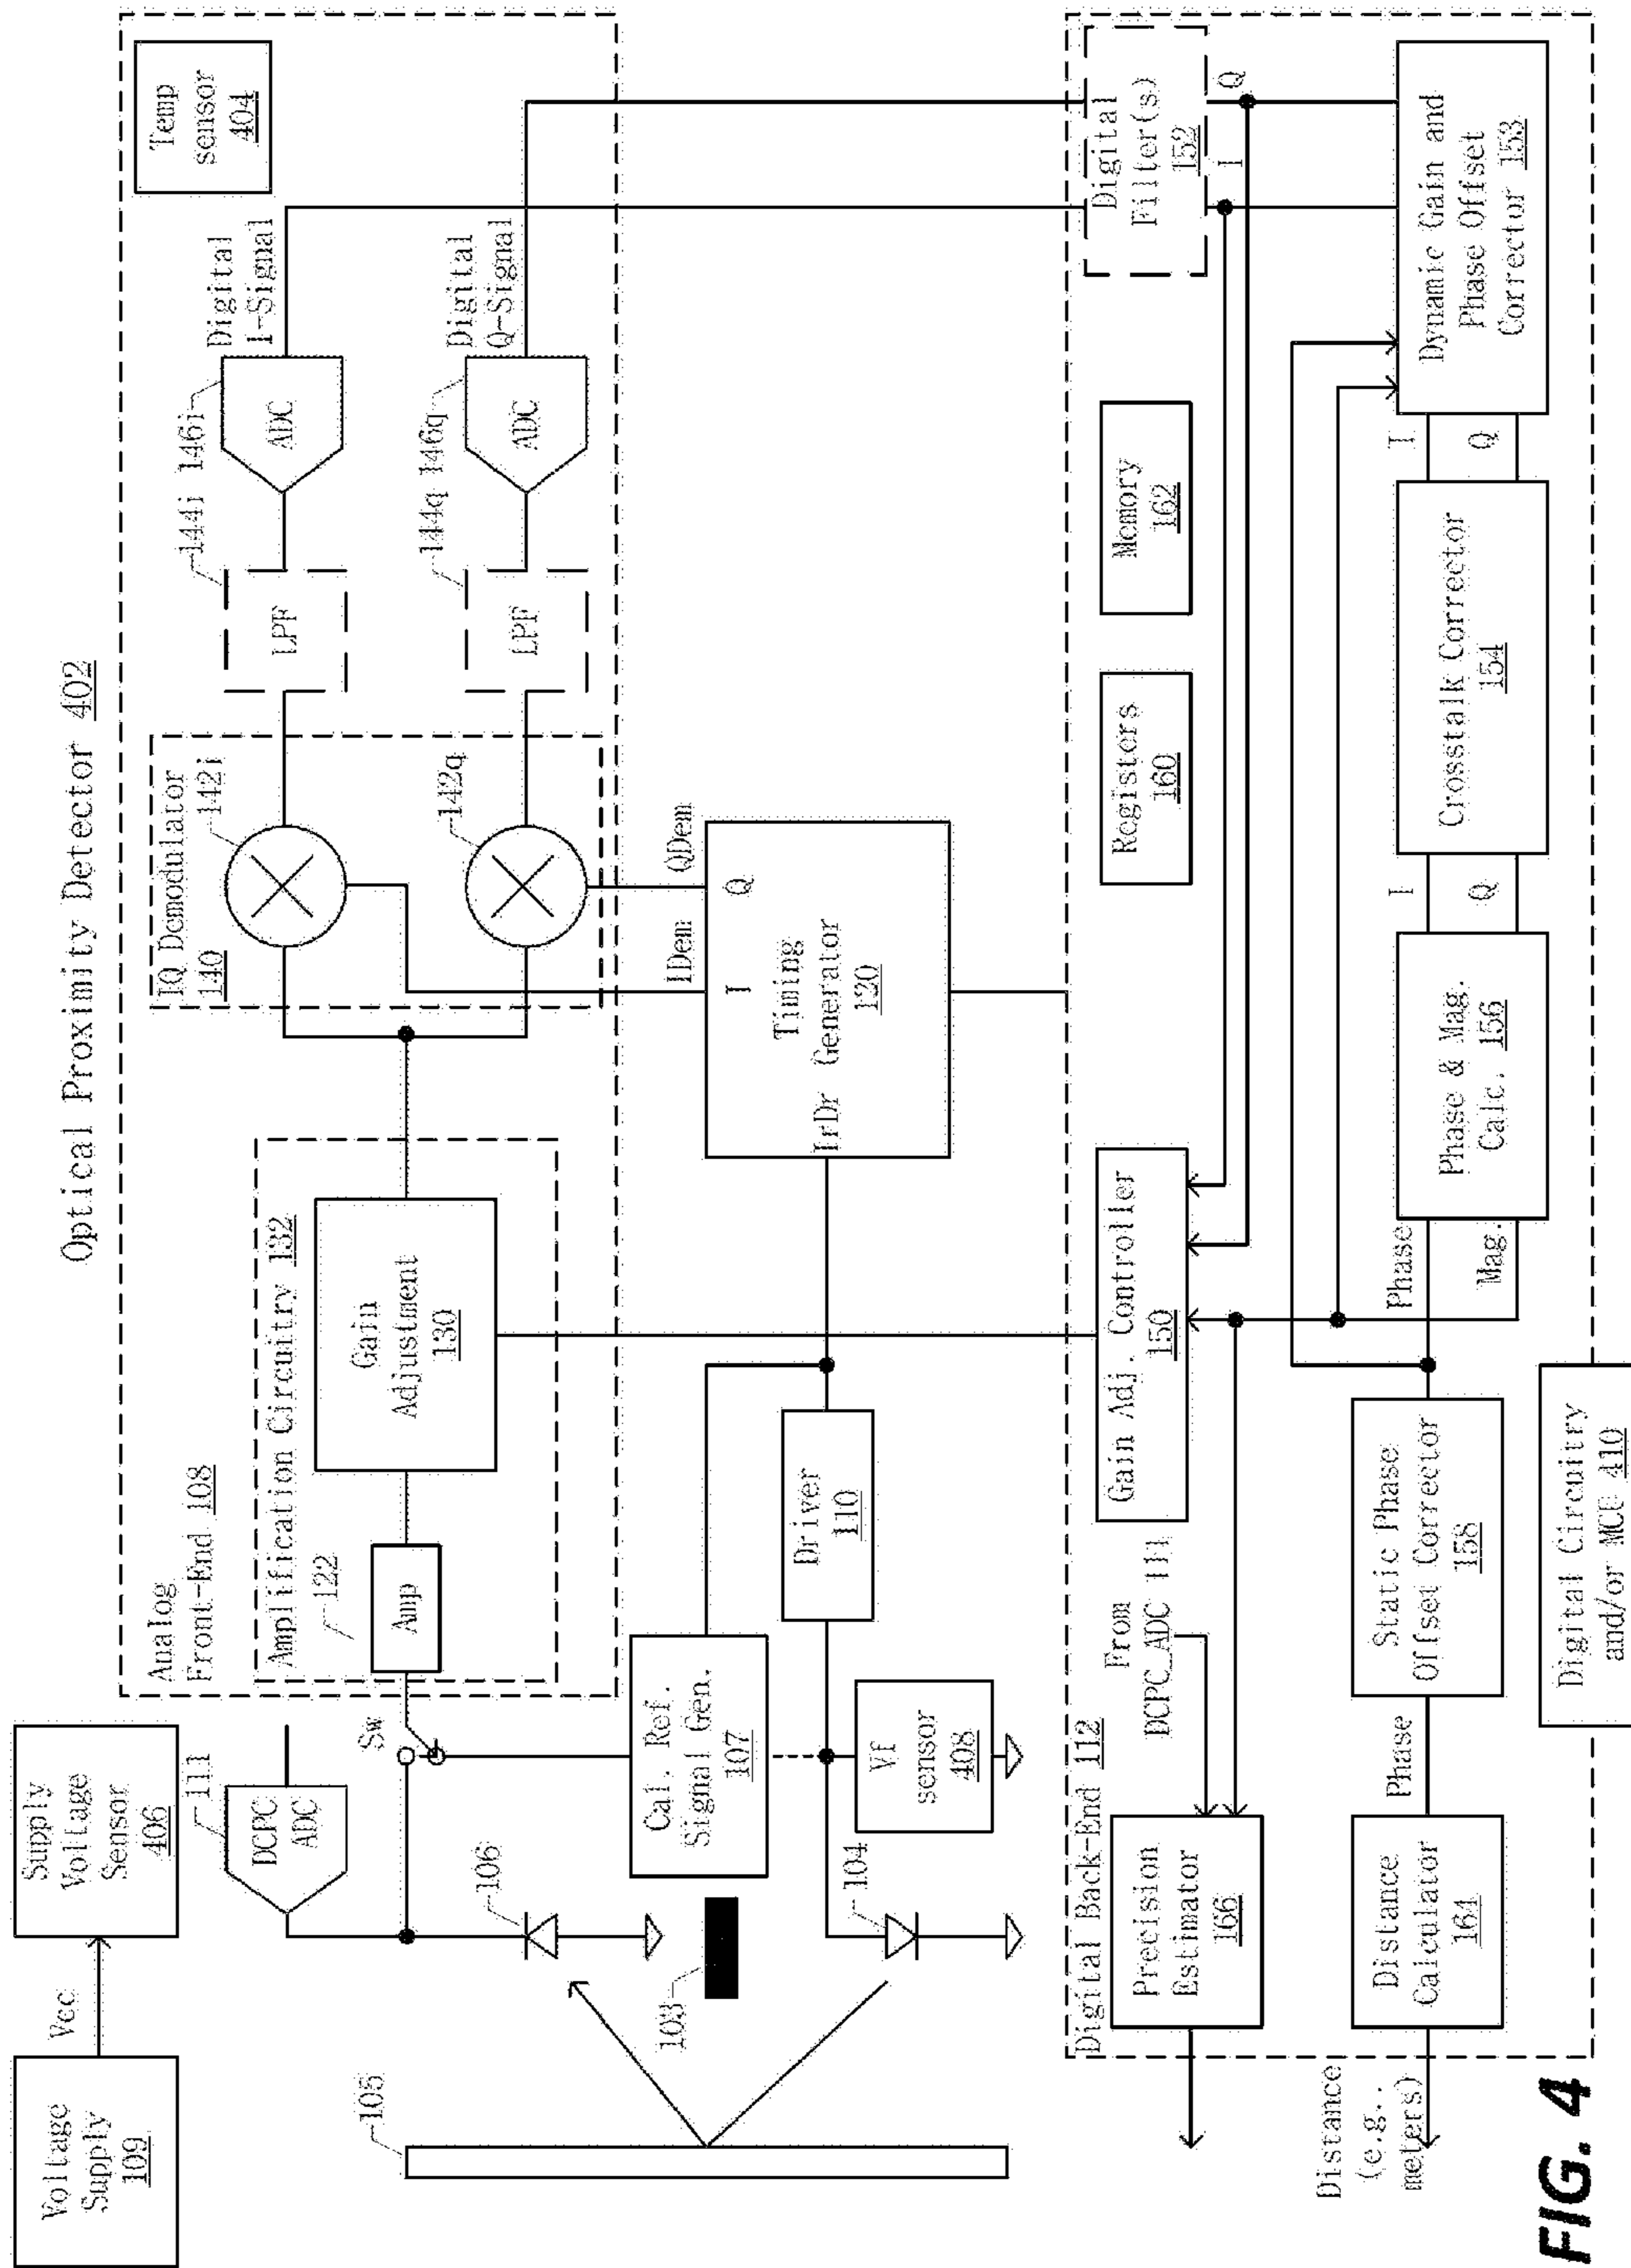 Optical Proximity Detector 402
Voltage
Supply
109
Vcc
Supply
Voltage
Sensor
406
111
DCPC
ADC
Analog
Front-End 108
Amplification Circuitry 132
122
Amp
Gain
Adjustment
130
IQ Demodulator
140
142i
142q
144i
146i
LPF
ADC
Digital
I-Signal
144q
146q
LPF
ADC
Digital
Q-Signal
Temp
sensor
404
Sw
105
106
103
104
Cal. Ref.
Signal Gen.
107
Vf
sensor
408
Driver
110
IrDr
Timing
Generator
120
I
Q
IDem
QDem
Digital Back-End 112
From
DCPC_ADC 111
Precision
Estimator
166
Gain Adj. Controller
150
Registers
160
Memory
162
Digital
Filter(s)
152
I
Q
Distance
(e.g..
meters)
Distance
Calculator
164
Phase
Static Phase
Offset Corrector
158
Phase
Mag.
Phase & Mag.
Calc. 156
I
Q
Crosstalk Corrector
154
I
Q
Dynamic Gain and
Phase Offset
Corrector 153
Digital Circuitry
and/or MCU 410
FIG. 4